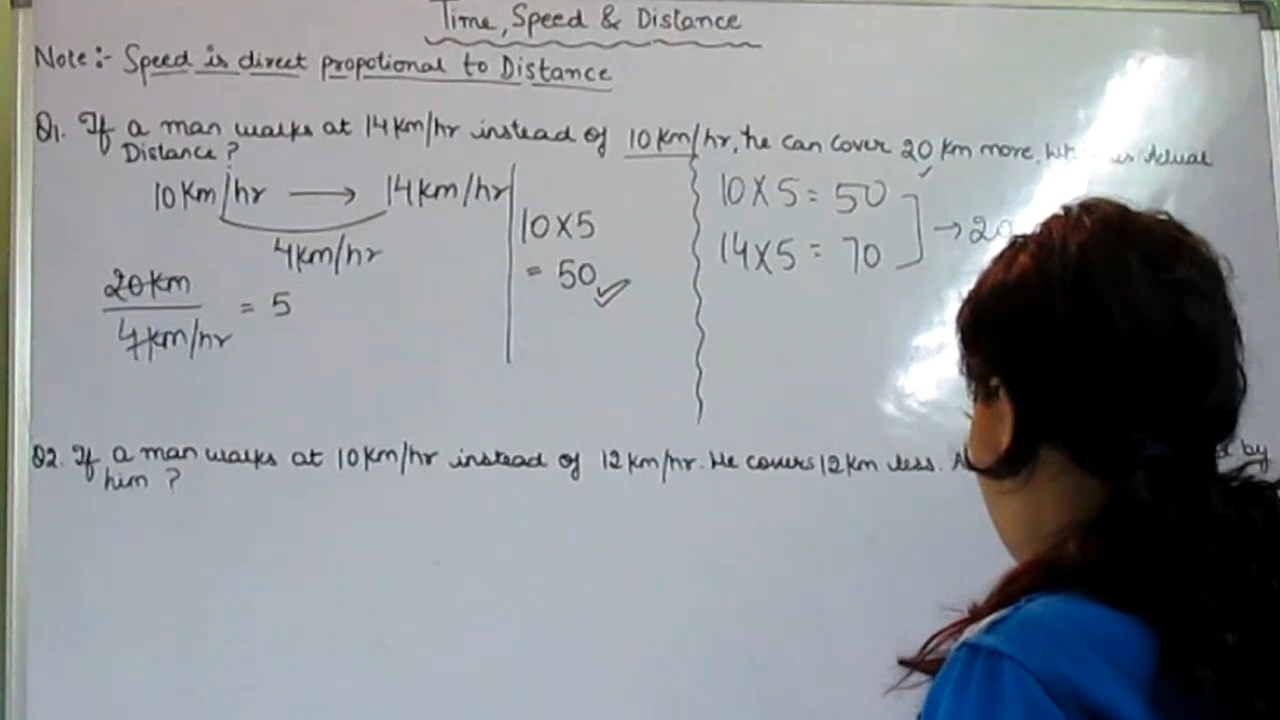 Time, Speed & Distance
Note :- Speed is direct propotional to Distance
Q1. If a man walks at 14 km/hr instead of 10 km/hr, he can cover 20 km more, Actual
Distance ?
10 km/hr → 14 km/hr
4 km/hr
20 km
4 km/hr
= 5
10 × 5
= 50 ✓
10 × 5 = 50
14 × 5 = 70
→ 20
Q2. If a man walks at 10 km/hr instead of 12 km/hr. He covers 12 km less. by
him ?